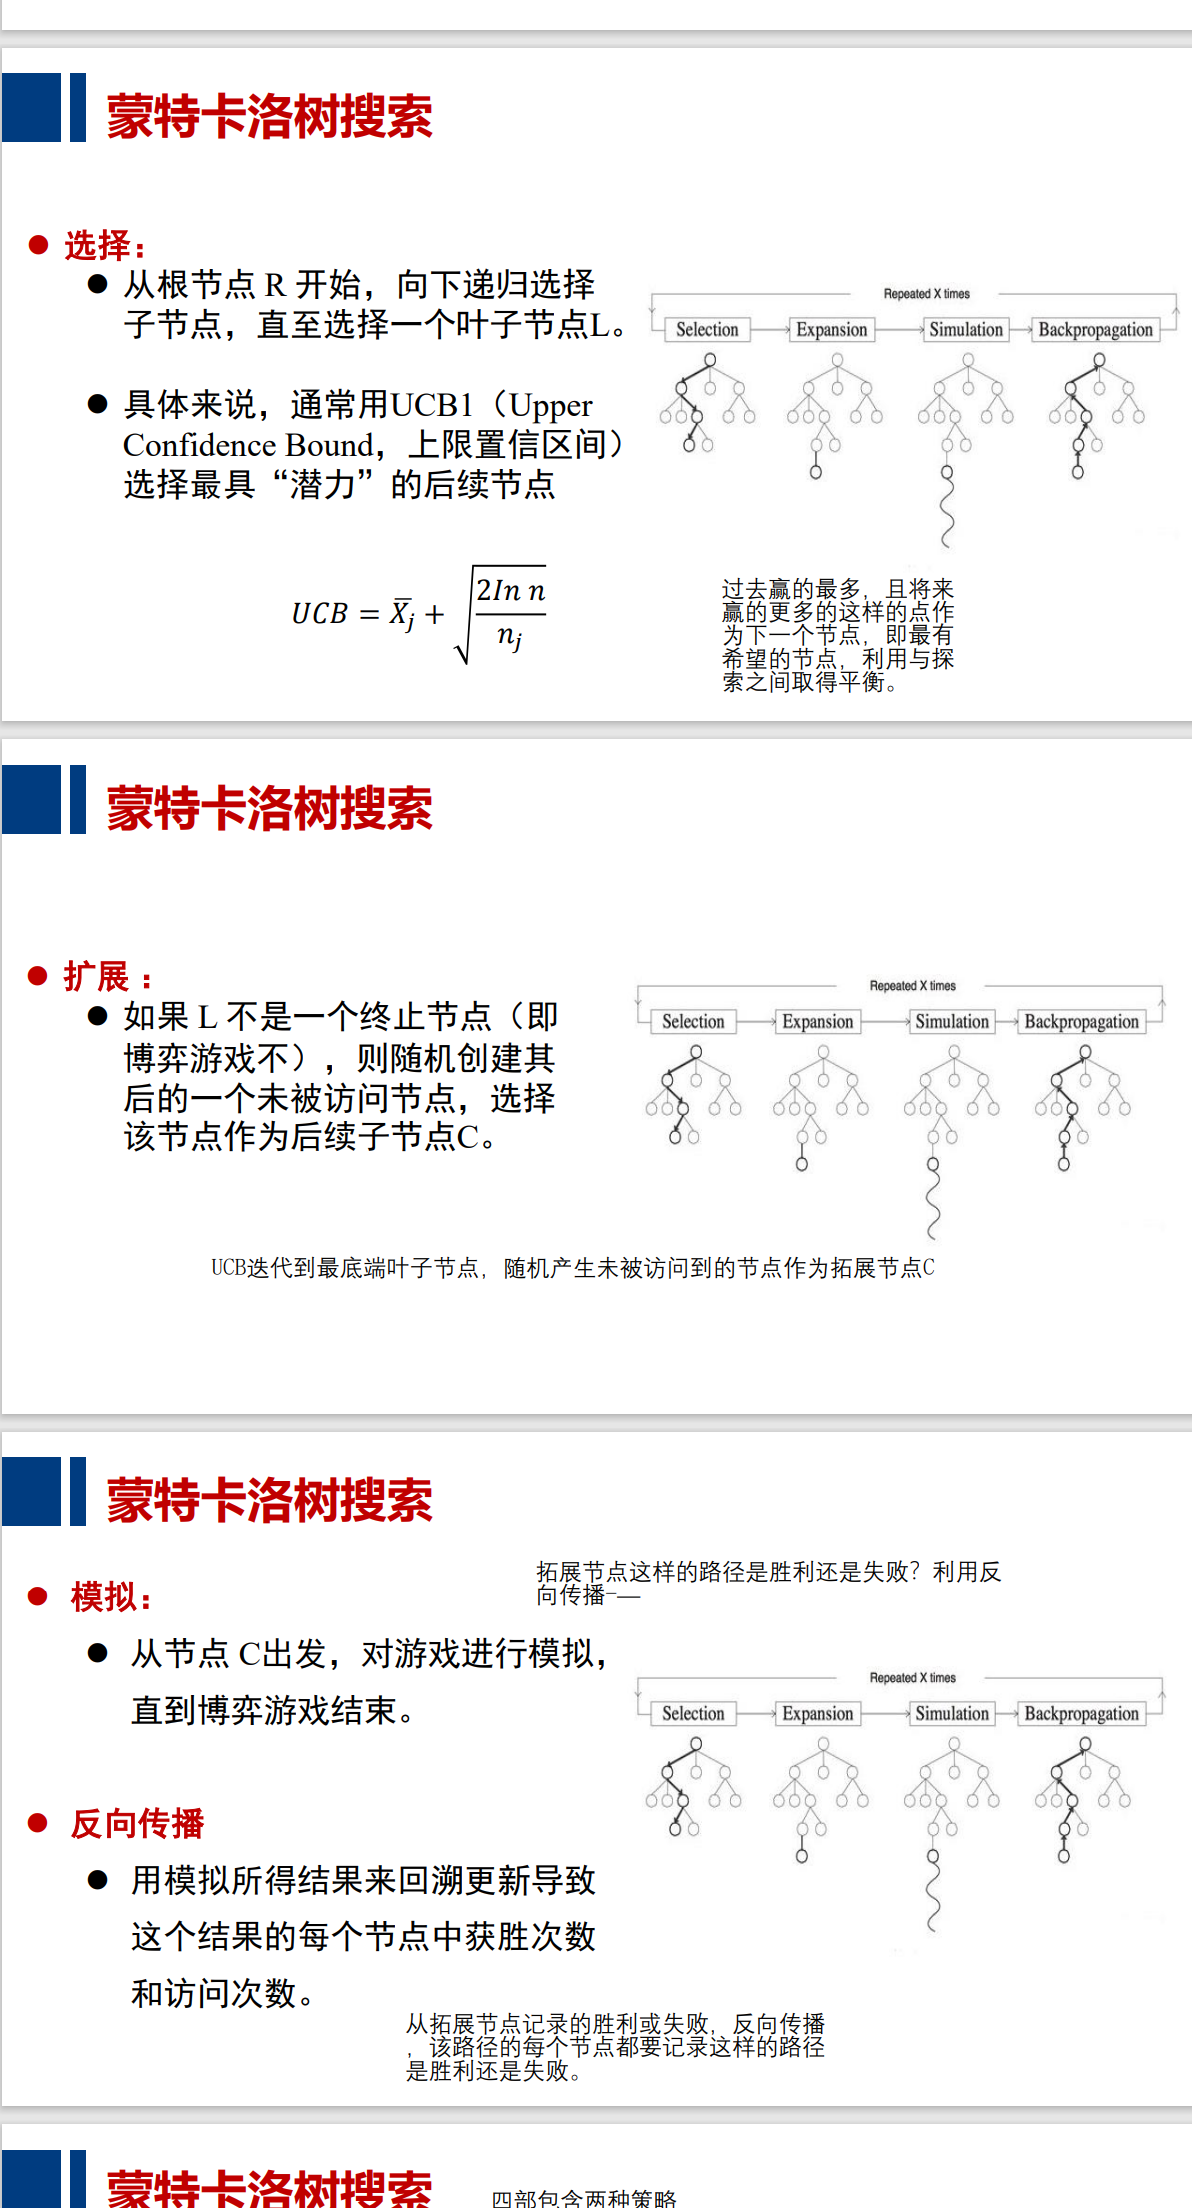 蒙特卡洛树搜索
选择：
从根节点 R 开始，向下递归选择
子节点，直至选择一个叶子节点L。
具体来说，通常用UCB1（Upper
Confidence Bound，上限置信区间）
选择最具“潜力”的后续节点
UCB = X̄j + √(2In n / nj)
Repeated X times
Selection Expansion Simulation Backpropagation
过去赢的最多，且将来
赢的更多的这样的点作
为下一个节点，即最有
希望的节点，利用与探
索之间取得平衡。
蒙特卡洛树搜索
扩展 ：
如果 L 不是一个终止节点（即
博弈游戏不），则随机创建其
后的一个未被访问节点，选择
该节点作为后续子节点C。
Repeated X times
Selection Expansion Simulation Backpropagation
UCB迭代到最底端叶子节点，随机产生未被访问到的节点作为拓展节点C
蒙特卡洛树搜索
拓展节点这样的路径是胜利还是失败？利用反
向传播-—
模拟：
从节点 C出发，对游戏进行模拟，
直到博弈游戏结束。
Repeated X times
Selection Expansion Simulation Backpropagation
反向传播
用模拟所得结果来回溯更新导致
这个结果的每个节点中获胜次数
和访问次数。
从拓展节点记录的胜利或失败，反向传播
，该路径的每个节点都要记录这样的路径
是胜利还是失败。
蒙特卡洛树搜索
四部包含两种策略